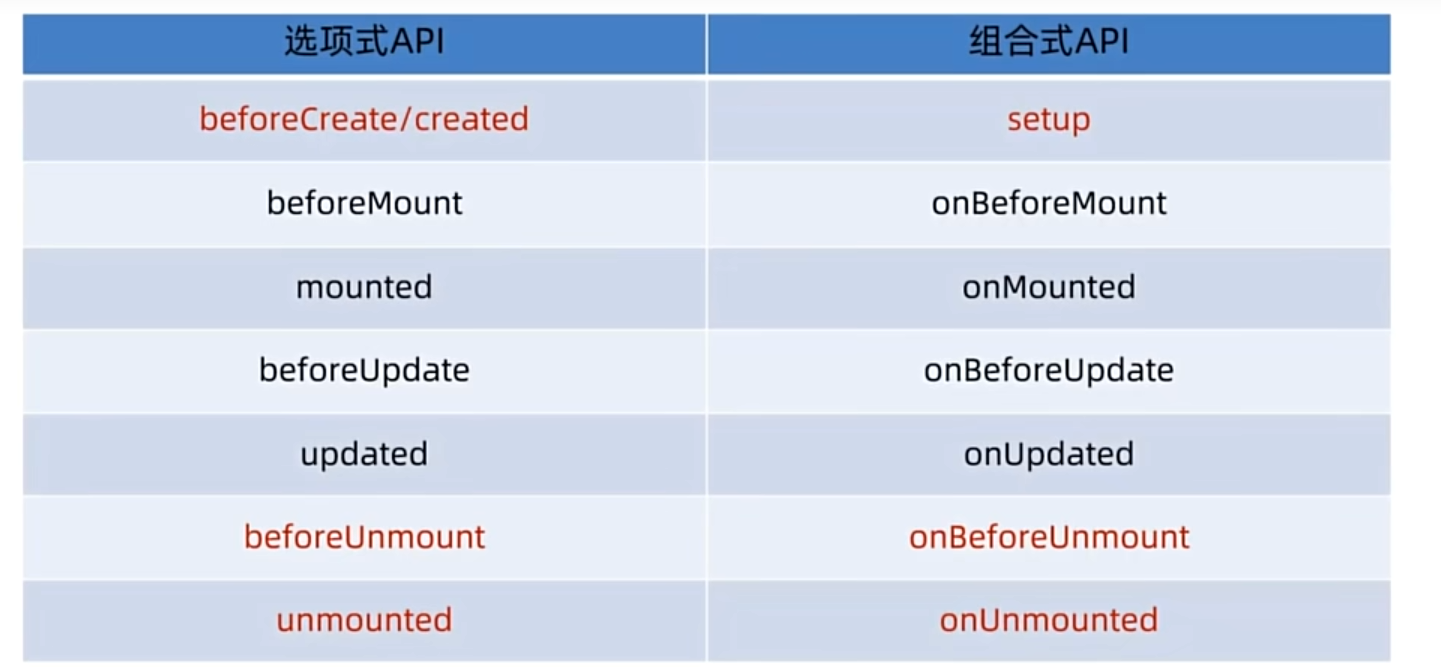 选项式API 组合式API
beforeCreate/created setup
beforeMount onBeforeMount
mounted onMounted
beforeUpdate onBeforeUpdate
updated onUpdated
beforeUnmount onBeforeUnmount
unmounted onUnmounted